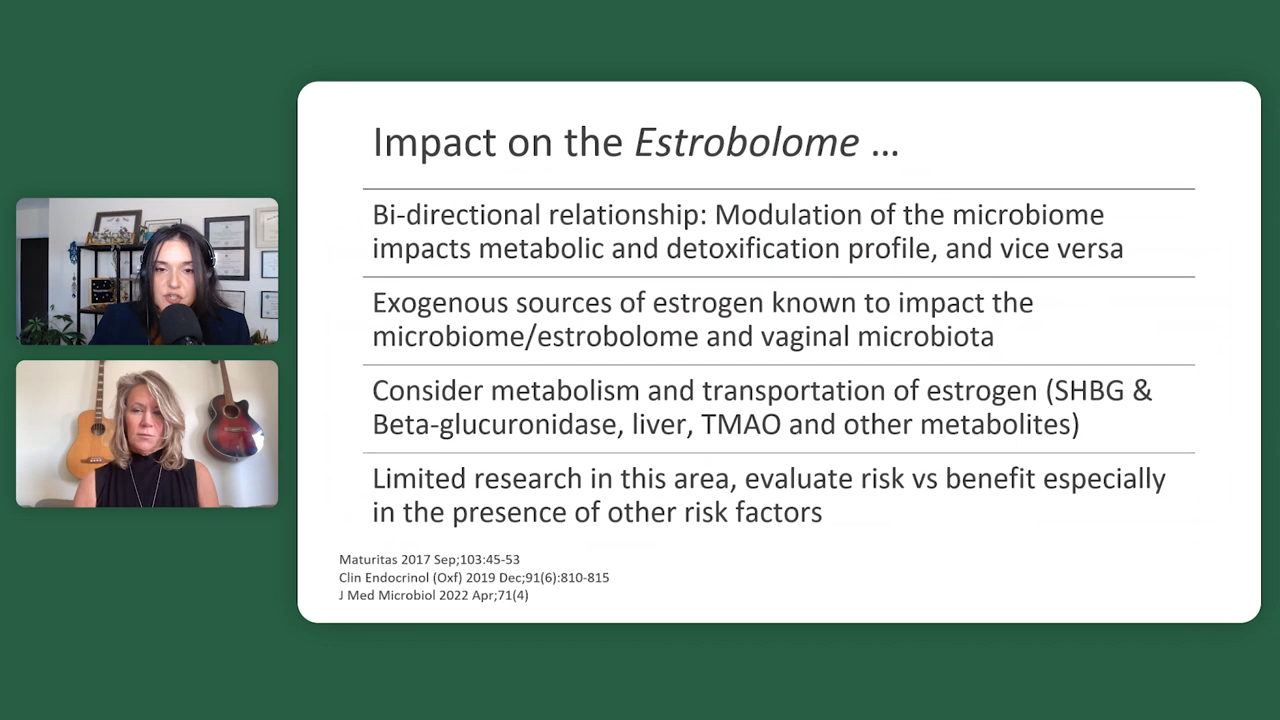 Impact on the Estrobolome ...
Bi-directional relationship: Modulation of the microbiome
impacts metabolic and detoxification profile, and vice versa
Exogenous sources of estrogen known to impact the
microbiome/estrobolome and vaginal microbiota
Consider metabolism and transportation of estrogen (SHBG &
Beta-glucuronidase, liver, TMAO and other metabolites)
Limited research in this area, evaluate risk vs benefit especially
in the presence of other risk factors
Maturitas 2017 Sep;103:45-53
Clin Endocrinol (Oxf) 2019 Dec;91(6):810-815
J Med Microbiol 2022 Apr;71(4)